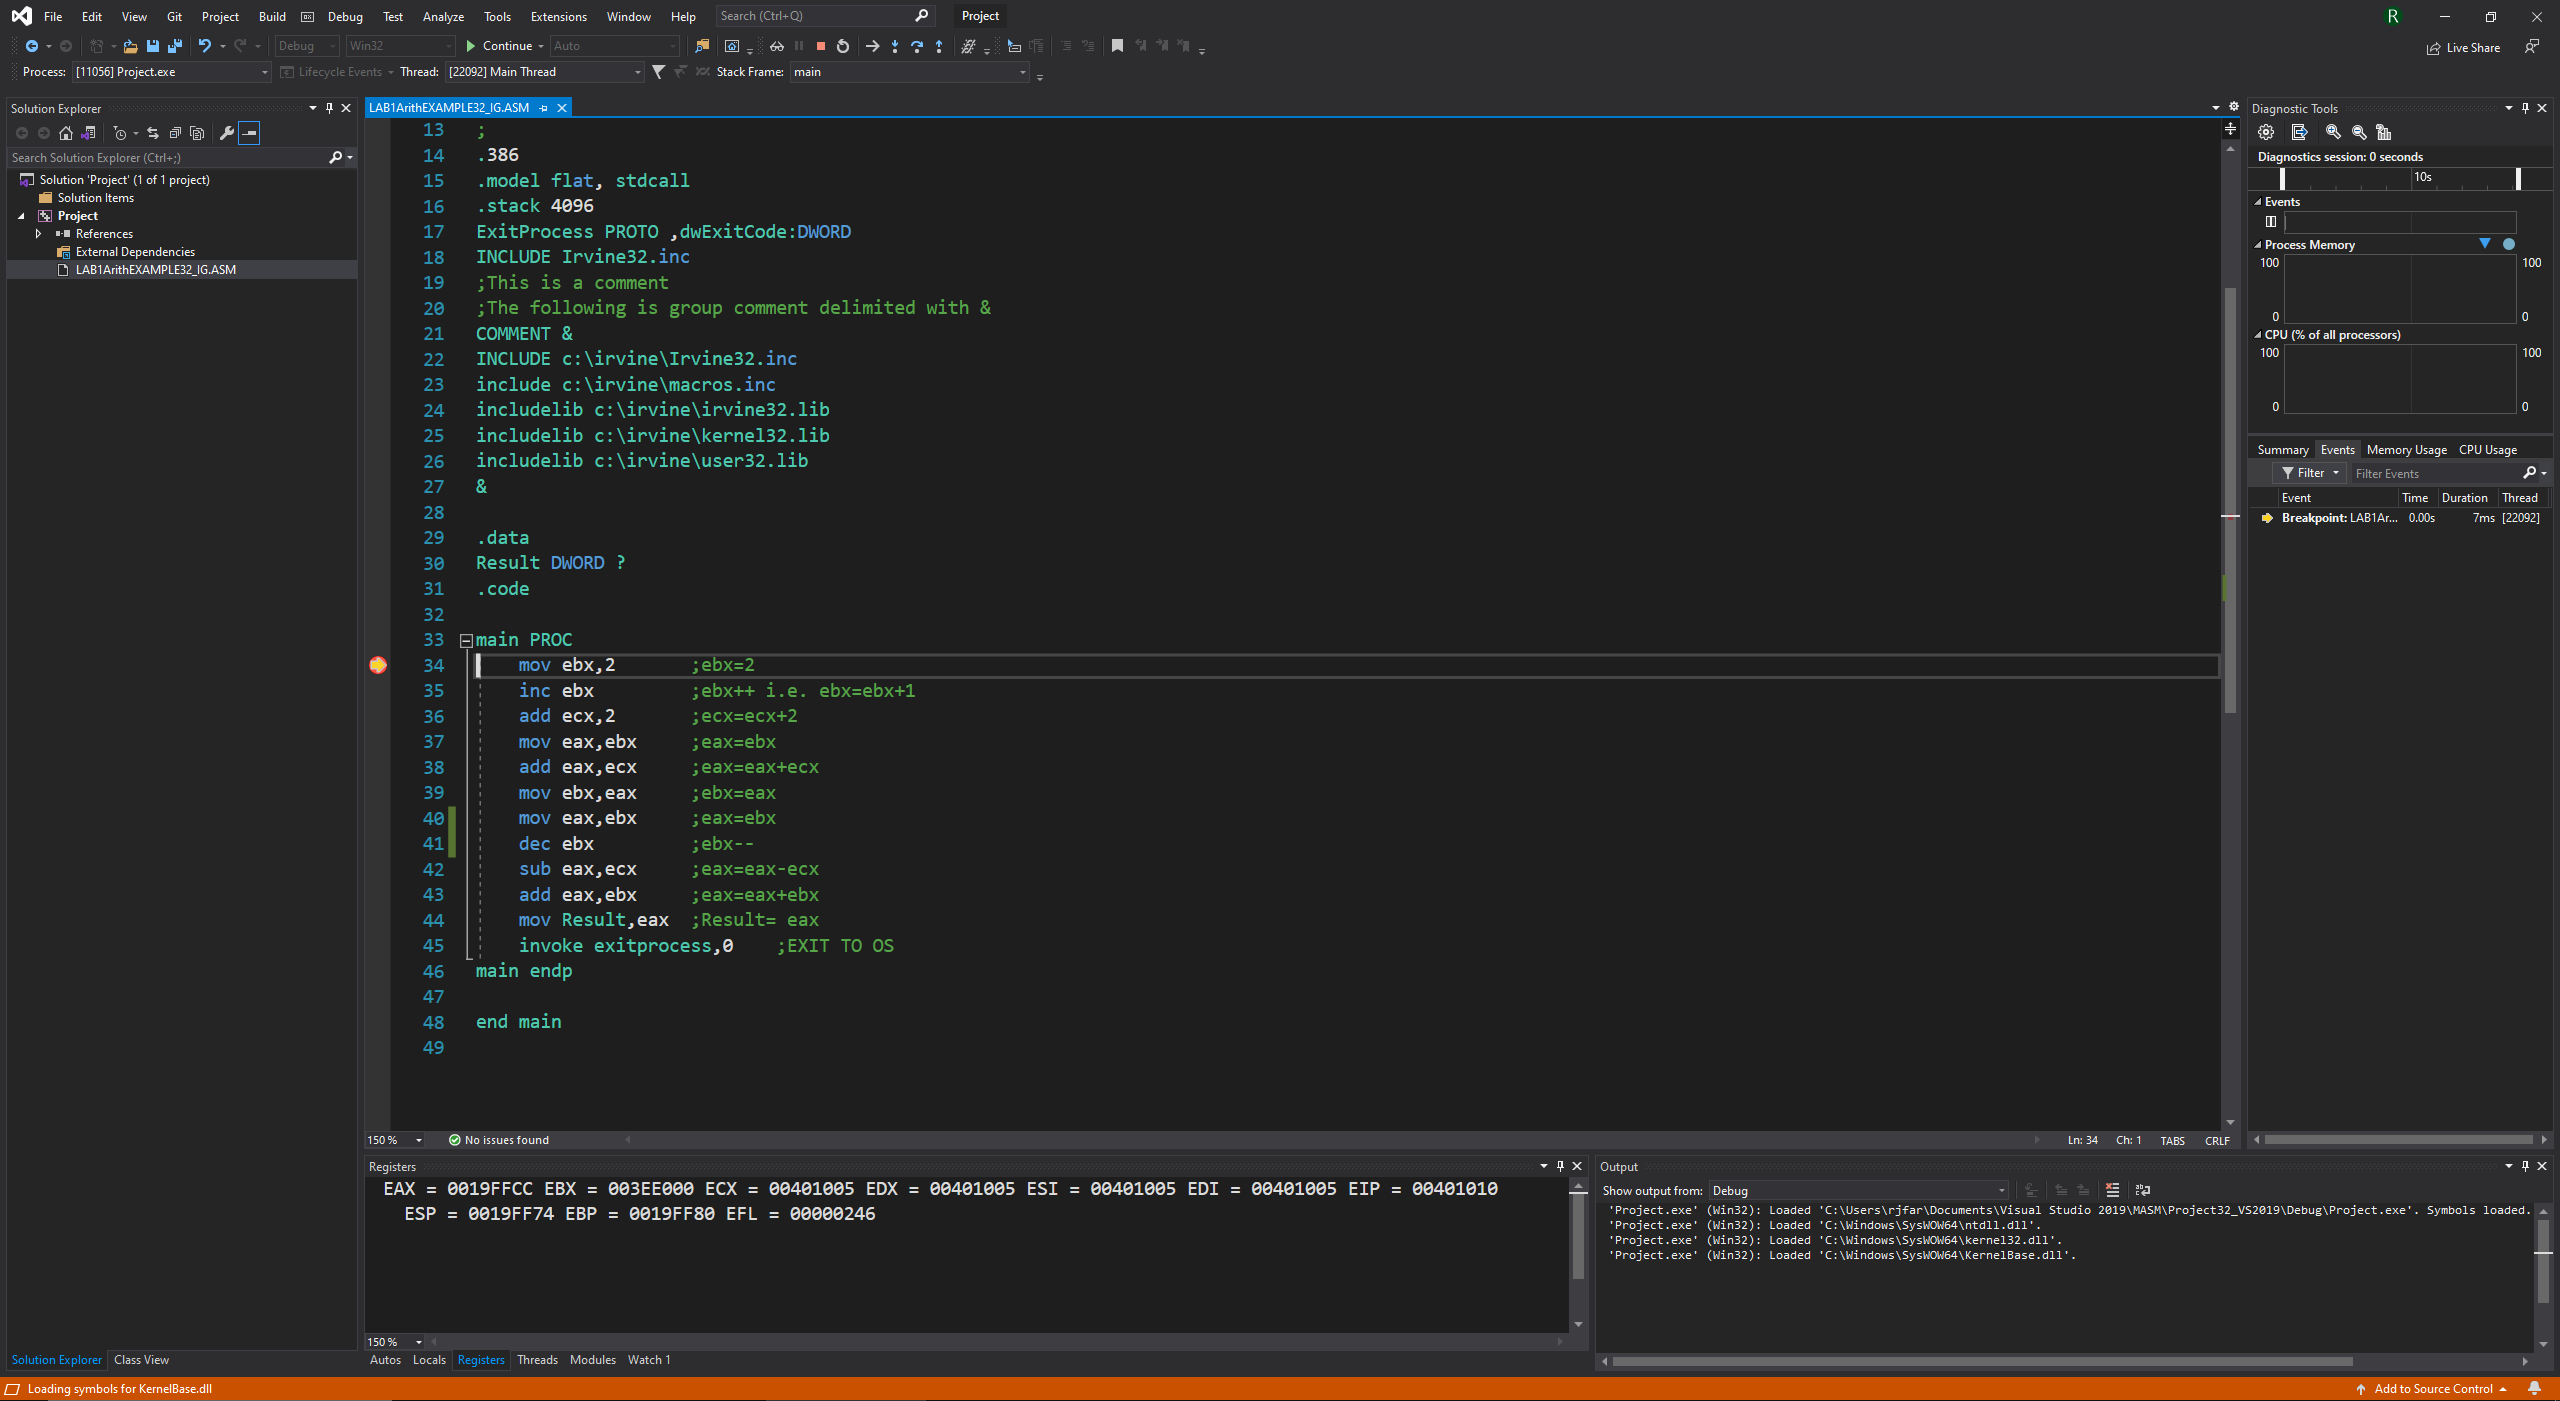 File Edit View Git Project Build Debug Test Analyze Tools Extensions Window Help Search (Ctrl+Q) Project R
Debug Win32 Continue Auto Live Share
Process: [11056] Project.exe Lifecycle Events Thread: [22092] Main Thread Stack Frame: main
Solution Explorer
Search Solution Explorer (Ctrl+;)
Solution 'Project' (1 of 1 project)
Solution Items
Project
References
External Dependencies
LAB1ArithEXAMPLE32_IG.ASM
Solution Explorer Class View
LAB1ArithEXAMPLE32_IG.ASM
13 ;
14 .386
15 .model flat, stdcall
16 .stack 4096
17 ExitProcess PROTO ,dwExitCode:DWORD
18 INCLUDE Irvine32.inc
19 ;This is a comment
20 ;The following is group comment delimited with &
21 COMMENT &
22 INCLUDE c:\irvine\Irvine32.inc
23 include c:\irvine\macros.inc
24 includelib c:\irvine\irvine32.lib
25 includelib c:\irvine\kernel32.lib
26 includelib c:\irvine\user32.lib
27 &
28
29 .data
30 Result DWORD ?
31 .code
32
33 main PROC
34 mov ebx,2 ;ebx=2
35 inc ebx ;ebx++ i.e. ebx=ebx+1
36 add ecx,2 ;ecx=ecx+2
37 mov eax,ebx ;eax=ebx
38 add eax,ecx ;eax=eax+ecx
39 mov ebx,eax ;ebx=eax
40 mov eax,ebx ;eax=ebx
41 dec ebx ;ebx--
42 sub eax,ecx ;eax=eax-ecx
43 add eax,ebx ;eax=eax+ebx
44 mov Result,eax ;Result= eax
45 invoke exitprocess,0 ;EXIT TO OS
46 main endp
47
48 end main
49
150 % No issues found Ln: 34 Ch: 1 TABS CRLF
Diagnostic Tools
Diagnostics session: 0 seconds
10s
Events
Process Memory
100 100
0 0
CPU (% of all processors)
100 100
0 0
Summary Events Memory Usage CPU Usage
Filter Filter Events
Event Time Duration Thread
Breakpoint: LAB1Ar... 0.00s 7ms [22092]
Registers
EAX = 0019FFCC EBX = 003EE000 ECX = 00401005 EDX = 00401005 ESI = 00401005 EDI = 00401005 EIP = 00401010
ESP = 0019FF74 EBP = 0019FF80 EFL = 00000246
150 %
Autos Locals Registers Threads Modules Watch 1
Output
Show output from: Debug
'Project.exe' (Win32): Loaded 'C:\Users\rjfar\Documents\Visual Studio 2019\MASM\Project32_VS2019\Debug\Project.exe'. Symbols loaded.
'Project.exe' (Win32): Loaded 'C:\Windows\SysWOW64\ntdll.dll'.
'Project.exe' (Win32): Loaded 'C:\Windows\SysWOW64\kernel32.dll'.
'Project.exe' (Win32): Loaded 'C:\Windows\SysWOW64\KernelBase.dll'.
Loading symbols for KernelBase.dll Add to Source Control